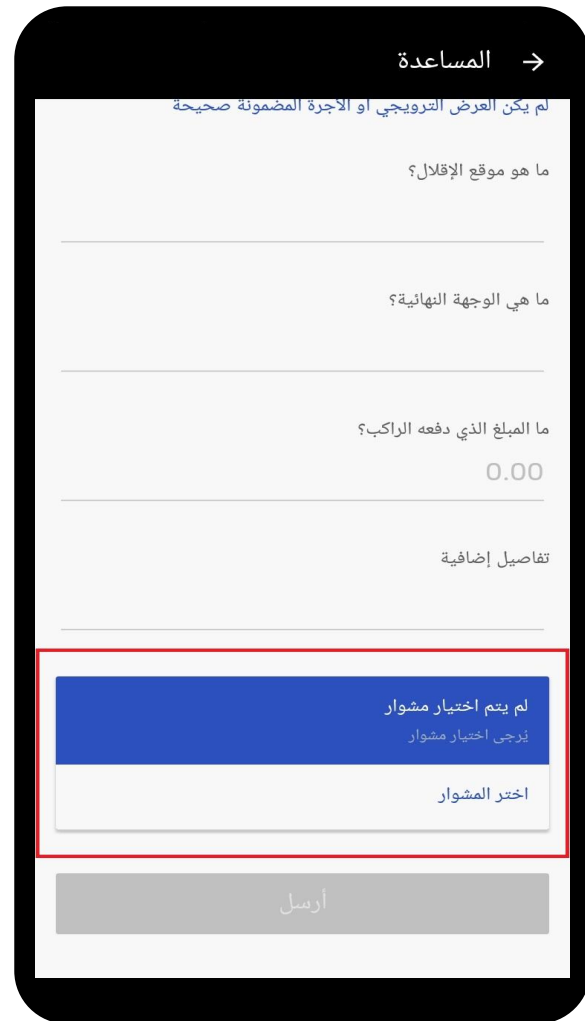 المساعدة
لم يكن العرض الترويجي أو الأجرة المضمونة صحيحة
ما هو موقع الإقلال؟
ما هي الوجهة النهائية؟
ما المبلغ الذي دفعه الراكب؟
0.00
تفاصيل إضافية
لم يتم اختيار مشوار
يُرجى اختيار مشوار
اختر المشوار
أرسل